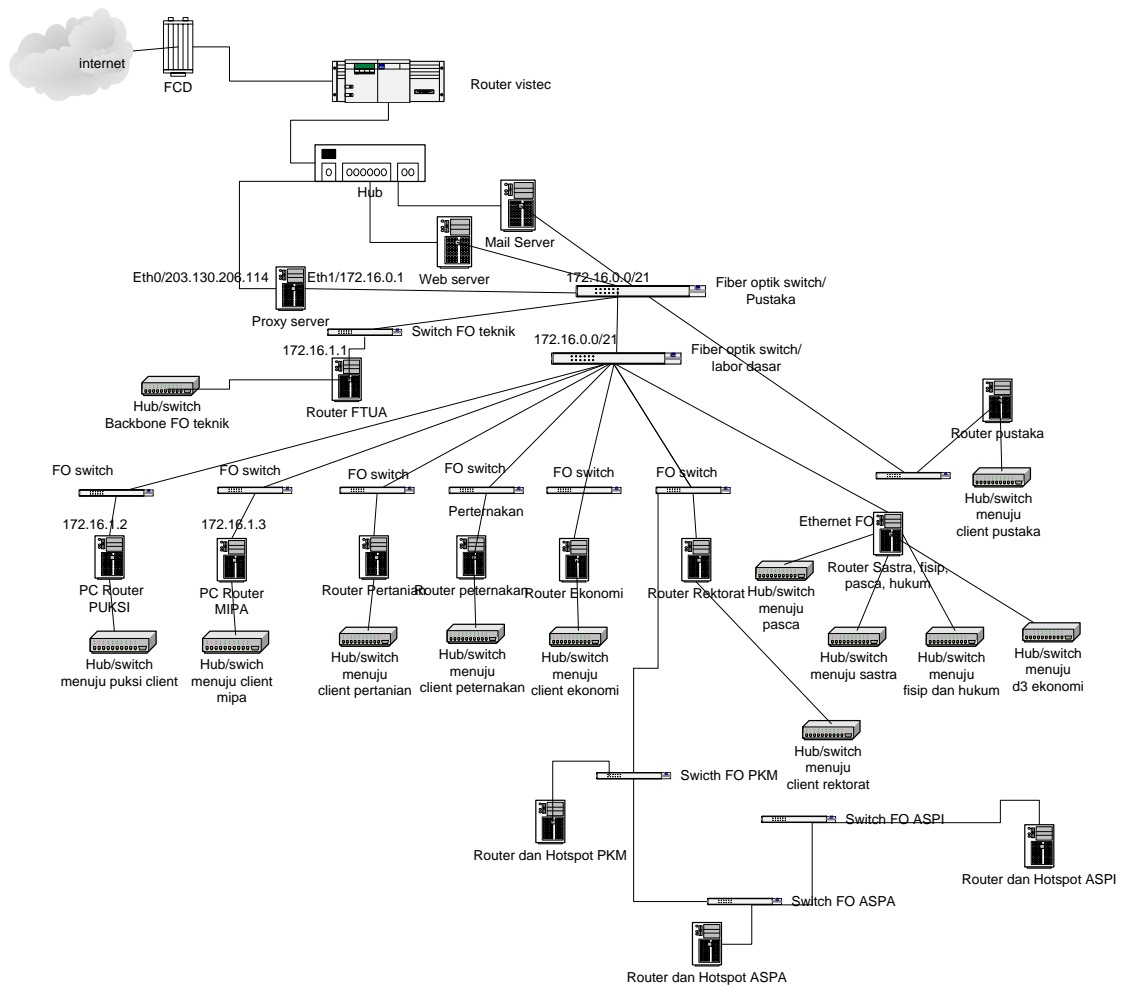 internet
FCD
Router vistec
Hub
Mail Server
Web server
Eth0/203.130.206.114
Eth1/172.16.0.1
Proxy server
172.16.0.0/21
Fiber optik switch/
Pustaka
Switch FO teknik
172.16.1.1
172.16.0.0/21
Fiber optik switch/
labor dasar
Hub/switch
Backbone FO teknik
Router FTUA
Router pustaka
Hub/switch
menuju
client pustaka
FO switch
FO switch
FO switch
FO switch
Perternakan
FO switch
FO switch
172.16.1.2
172.16.1.3
Ethernet FO
PC Router
PUKSI
PC Router
MIPA
Router Pertanian
Router peternakan
Router Ekonomi
Router Rektorat
Router Sastra, fisip,
pasca, hukum
Hub/switch
menuju
pasca
Hub/switch
menuju puksi client
Hub/swich
menuju client
mipa
Hub/switch
menuju
client pertanian
Hub/switch
menuju
client peternakan
Hub/switch
menuju
client ekonomi
Hub/switch
menuju sastra
Hub/switch
menuju
fisip dan hukum
Hub/switch
menuju
d3 ekonomi
Hub/switch
menuju
client rektorat
Swicth FO PKM
Router dan Hotspot PKM
Switch FO ASPI
Router dan Hotspot ASPI
Switch FO ASPA
Router dan Hotspot ASPA